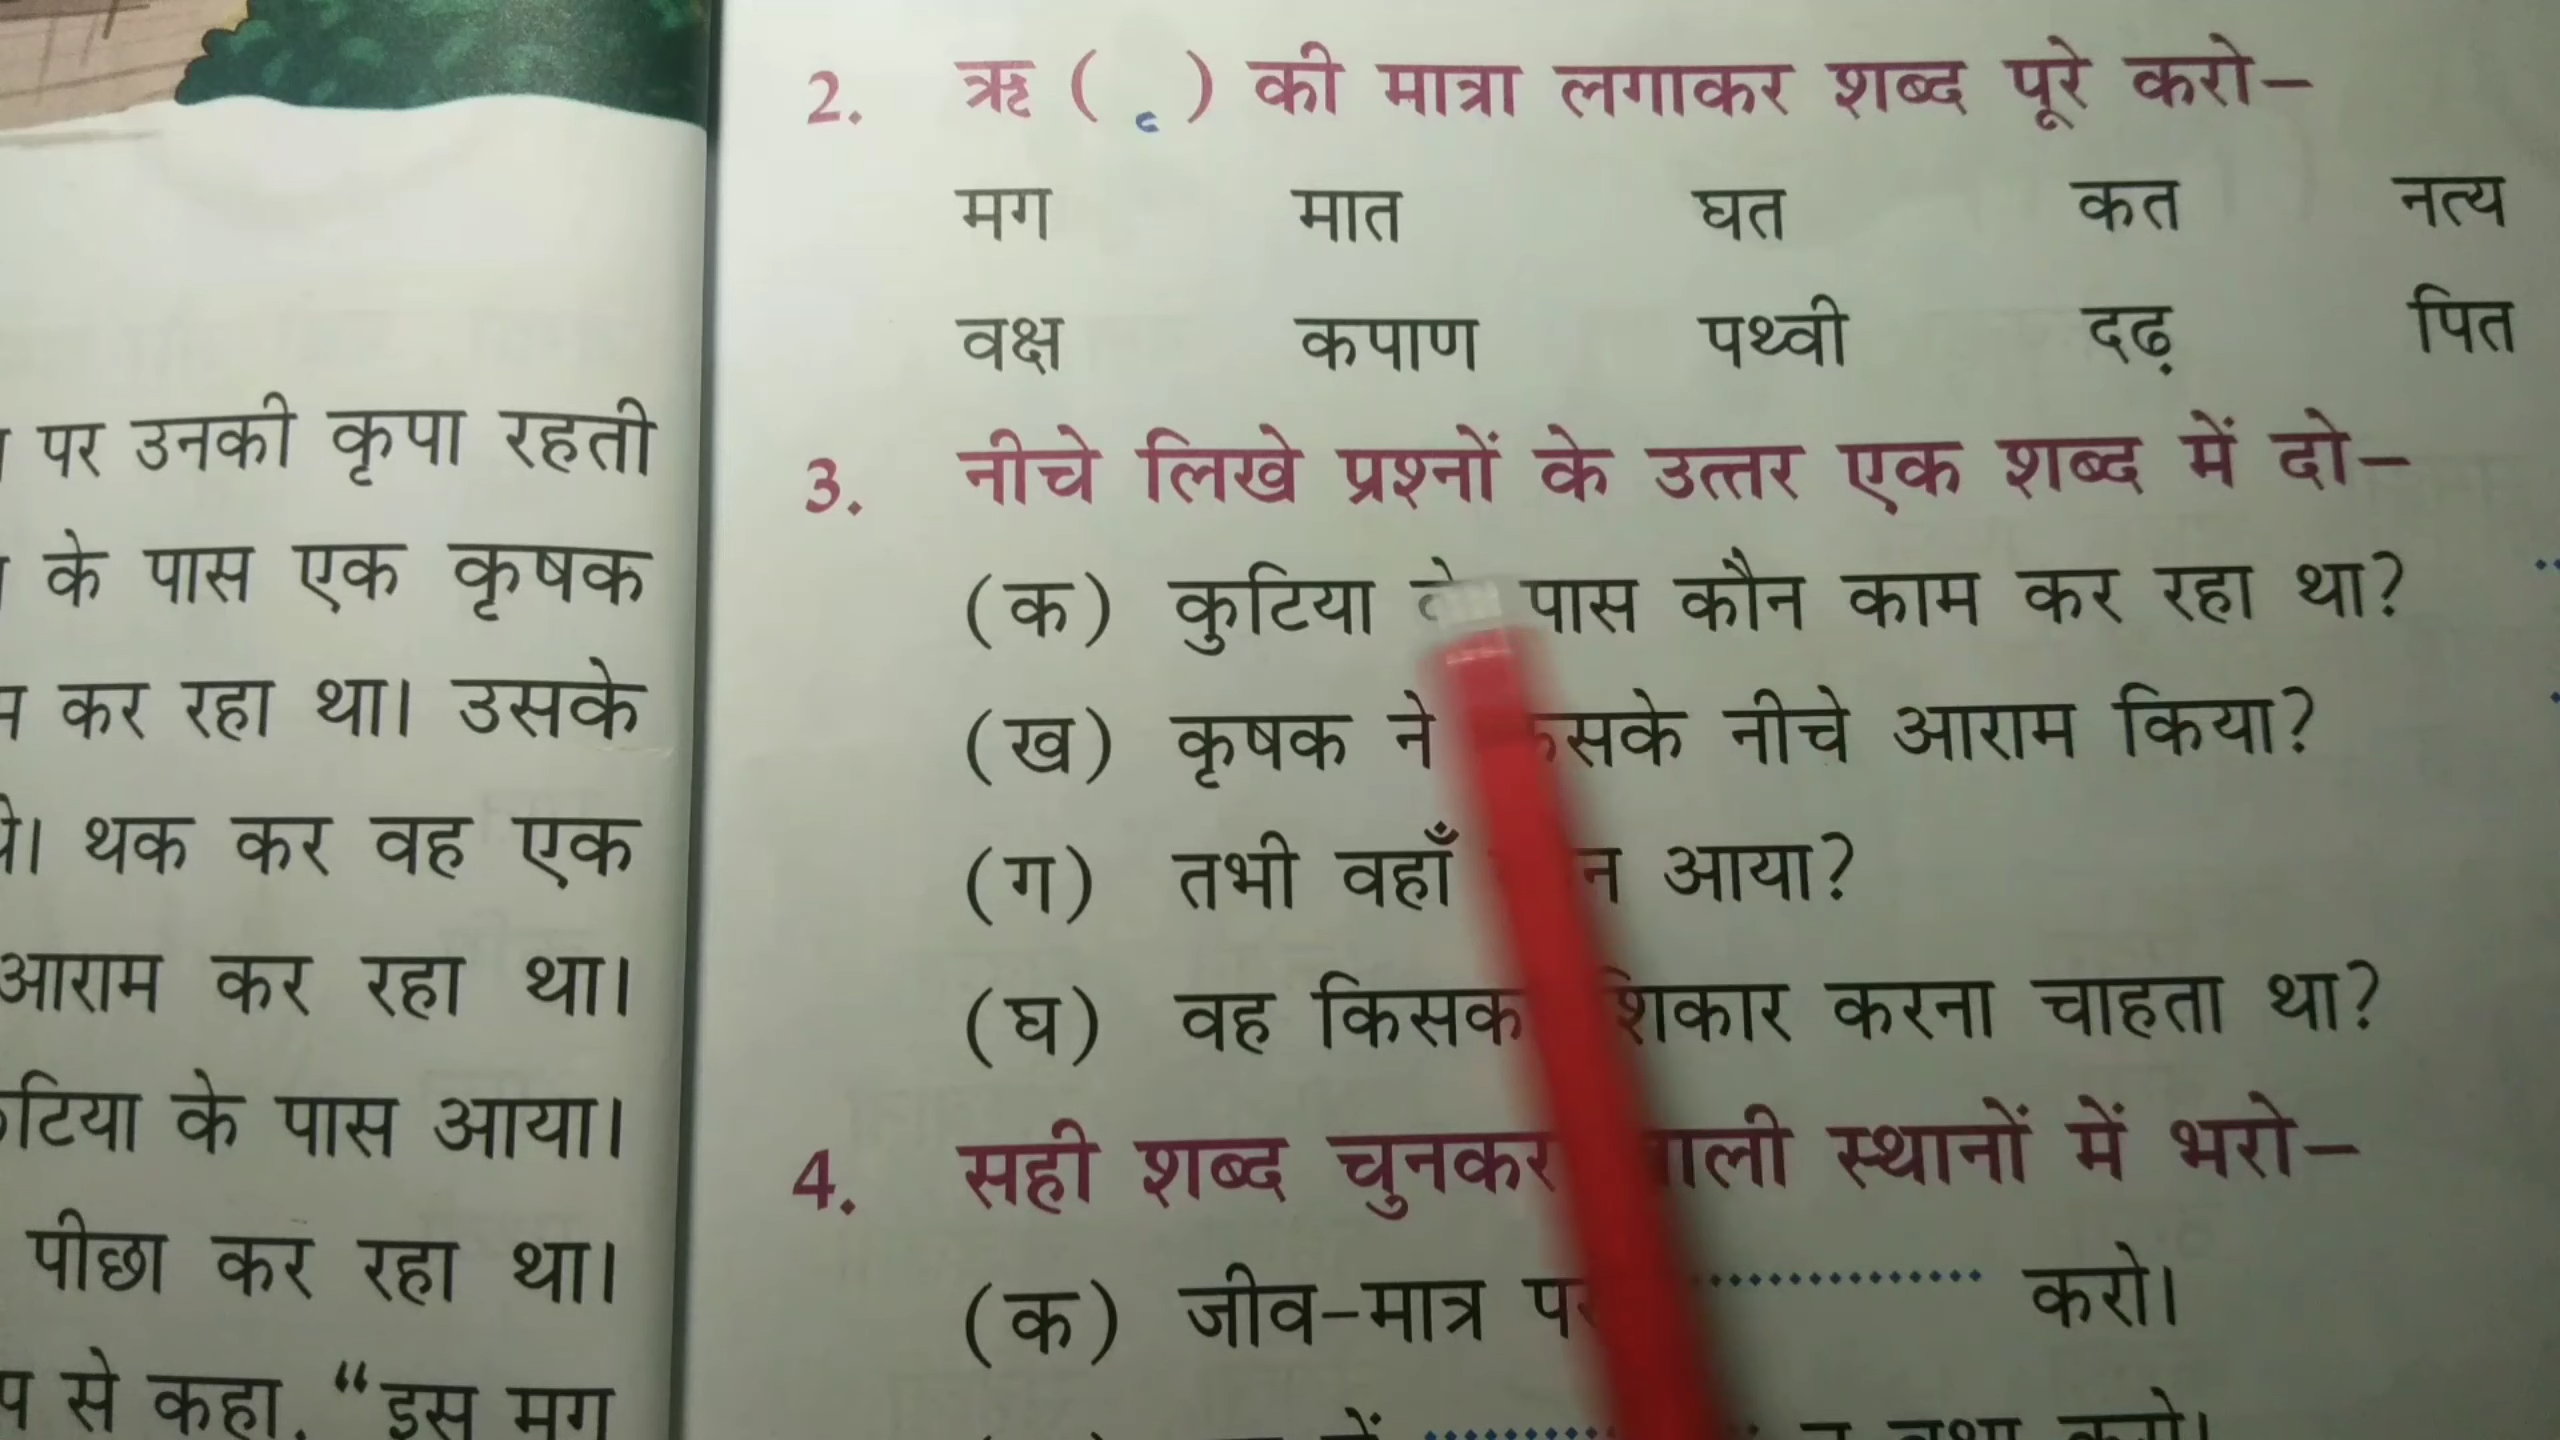 पर उनकी कृपा रहती
के पास एक कृषक
कर रहा था। उसके
थक कर वह एक
आराम कर रहा था।
के पास आया।
पीछा कर रहा था।
से कहा, “इस मृग
2. ऋ ( ृ ) की मात्रा लगाकर शब्द पूरे करो–
मग मात घत कत नत्य
वक्ष कपाण पथ्वी दढ़ पित
3. नीचे लिखे प्रश्नों के उत्तर एक शब्द में दो–
(क) कुटिया के पास कौन काम कर रहा था?
(ख) कृषक ने किसके नीचे आराम किया?
(ग) तभी वहाँ आया?
(घ) वह शिकार करना चाहता था?
4. सही शब्द चुनकर खाली स्थानों में भरो–
(क) जीव-मात्र पर .............. करो।